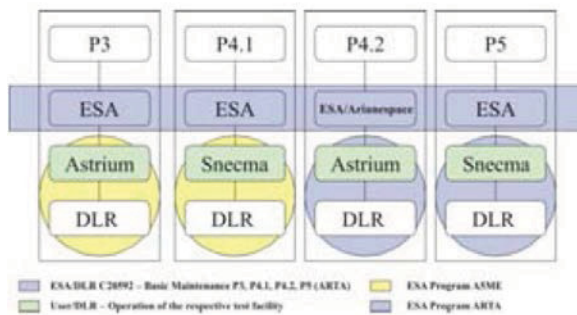 P3 P4.1 P4.2 P5
ESA ESA ESA/Arianespace ESA
Astrium Snecma Astrium Snecma
DLR DLR DLR DLR
ESA/DLR C20592 – Basic Maintenance P3, P4.1, P4.2, P5 (ARTA) ESA Program A5ME
User/DLR – Operation of the respective test facility ESA Program ARTA